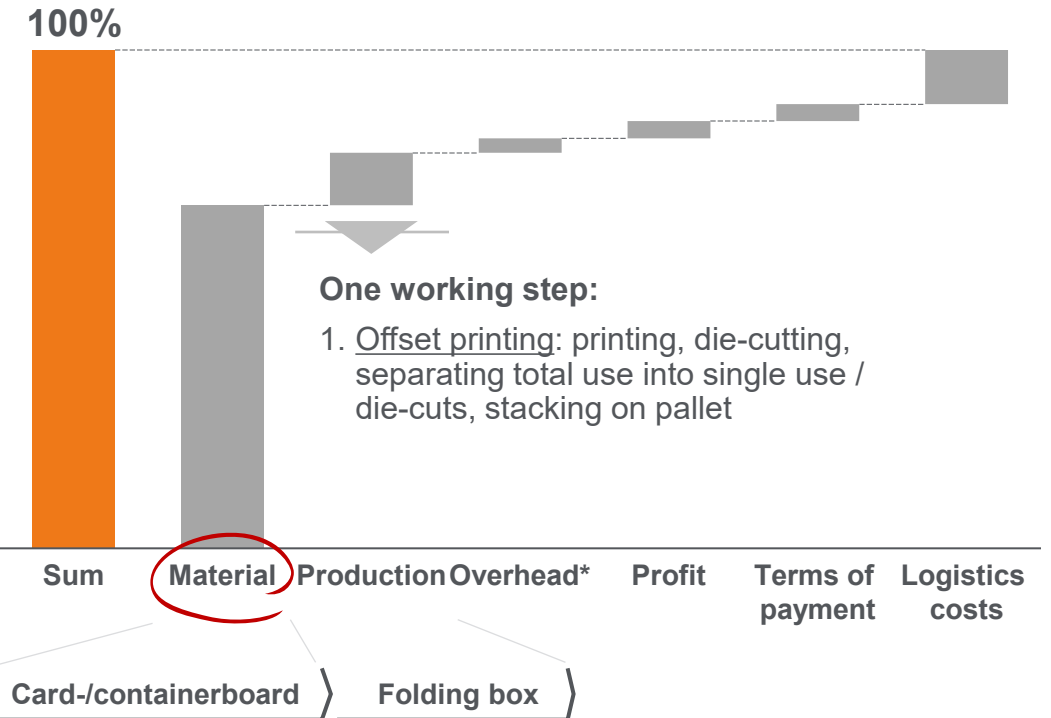 100%
One working step:
1. Offset printing: printing, die-cutting,
separating total use into single use /
die-cuts, stacking on pallet
Sum
Material
Production
Overhead*
Profit
Terms of
payment
Logistics
costs
Card-/containerboard
Folding box